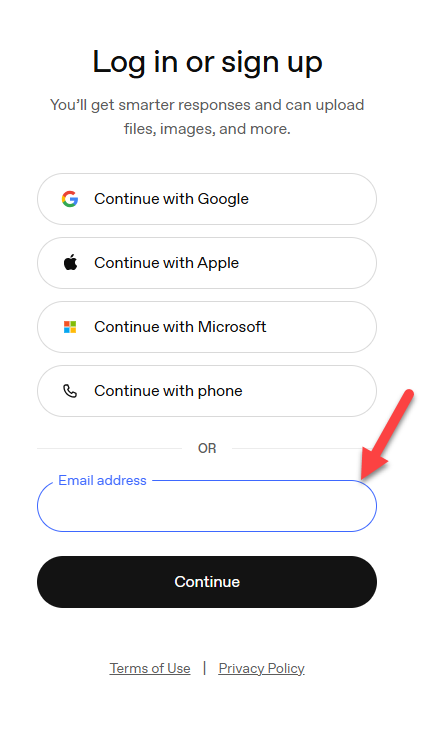 Log in or sign up
You’ll get smarter responses and can upload
files, images, and more.
Continue with Google
Continue with Apple
Continue with Microsoft
Continue with phone
OR
Email address
Continue
Terms of Use | Privacy Policy